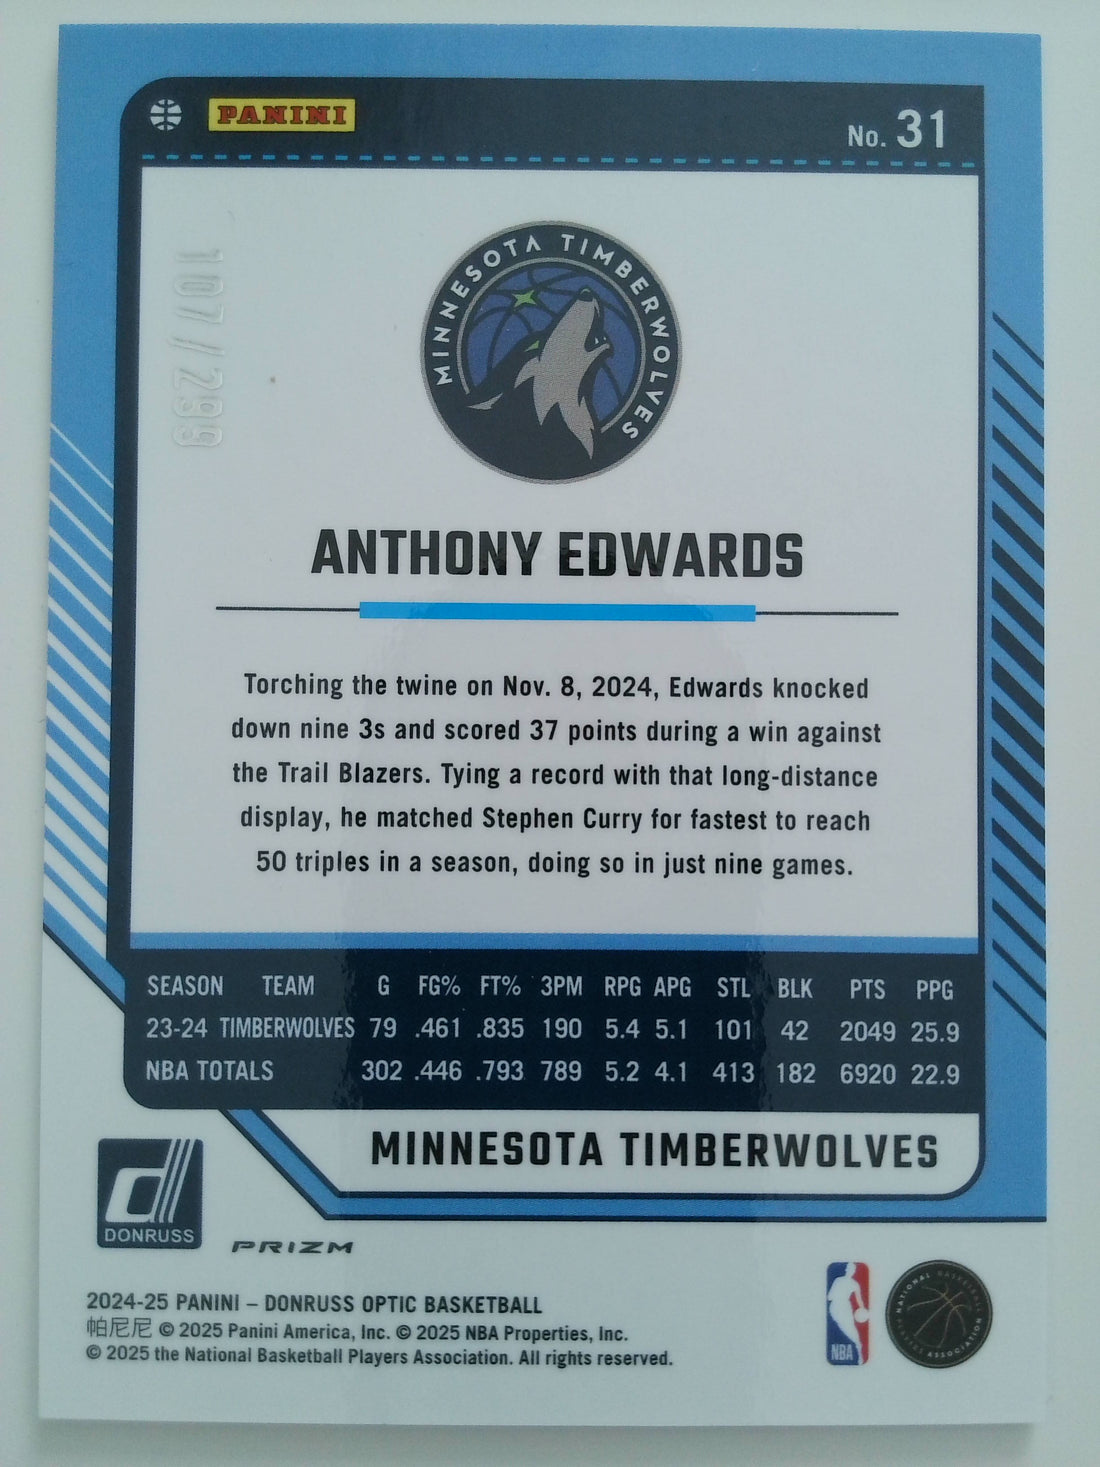 PANINI
No. 31
107/299
MINNESOTA TIMBERWOLVES
ANTHONY EDWARDS
Torching the twine on Nov. 8, 2024, Edwards knocked
down nine 3s and scored 37 points during a win against
the Trail Blazers. Tying a record with that long-distance
display, he matched Stephen Curry for fastest to reach
50 triples in a season, doing so in just nine games.
SEASON TEAM G FG% FT% 3PM RPG APG STL BLK PTS PPG
23-24 TIMBERWOLVES 79 .461 .835 190 5.4 5.1 101 42 2049 25.9
NBA TOTALS 302 .446 .793 789 5.2 4.1 413 182 6920 22.9
MINNESOTA TIMBERWOLVES
d
DONRUSS
PRIZM
2024-25 PANINI – DONRUSS OPTIC BASKETBALL
帕尼尼 © 2025 Panini America, Inc. © 2025 NBA Properties, Inc.
© 2025 the National Basketball Players Association. All rights reserved.
NBA
NATIONAL BASKETBALL
PLAYERS ASSOCIATION